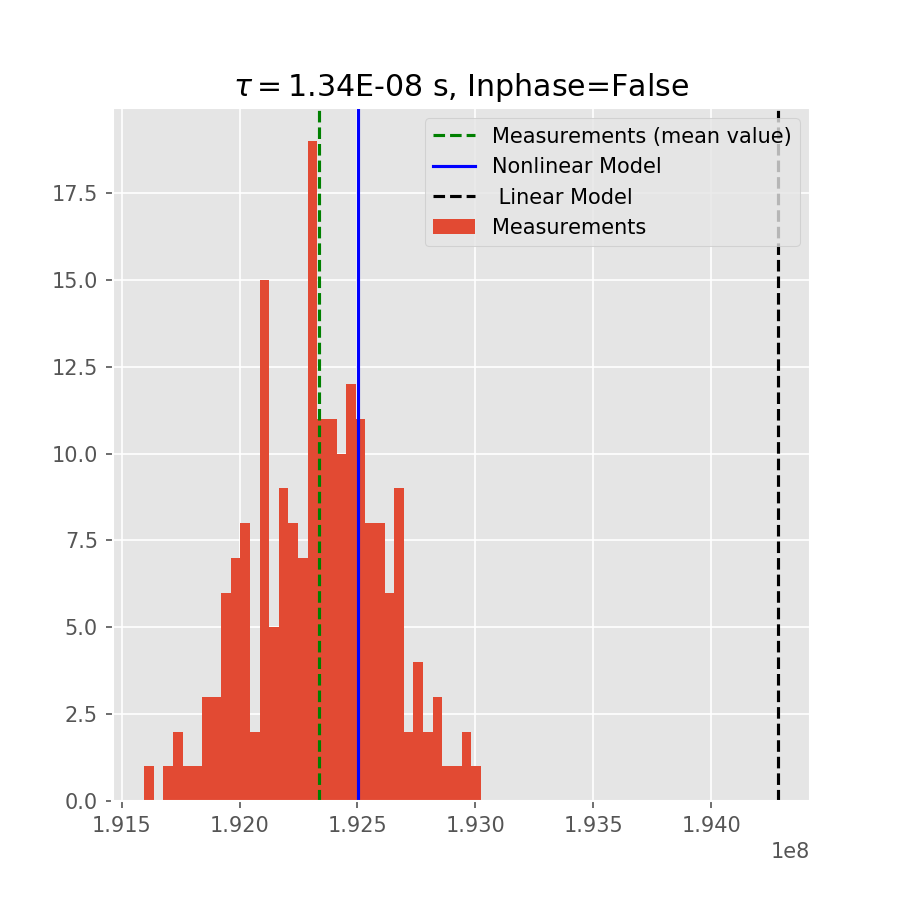 τ = 1.34E-08 s, Inphase=False
Measurements (mean value)
Nonlinear Model
Linear Model
Measurements
17.5
15.0
12.5
10.0
7.5
5.0
2.5
0.0
1.915 1.920 1.925 1.930 1.935 1.940
1e8